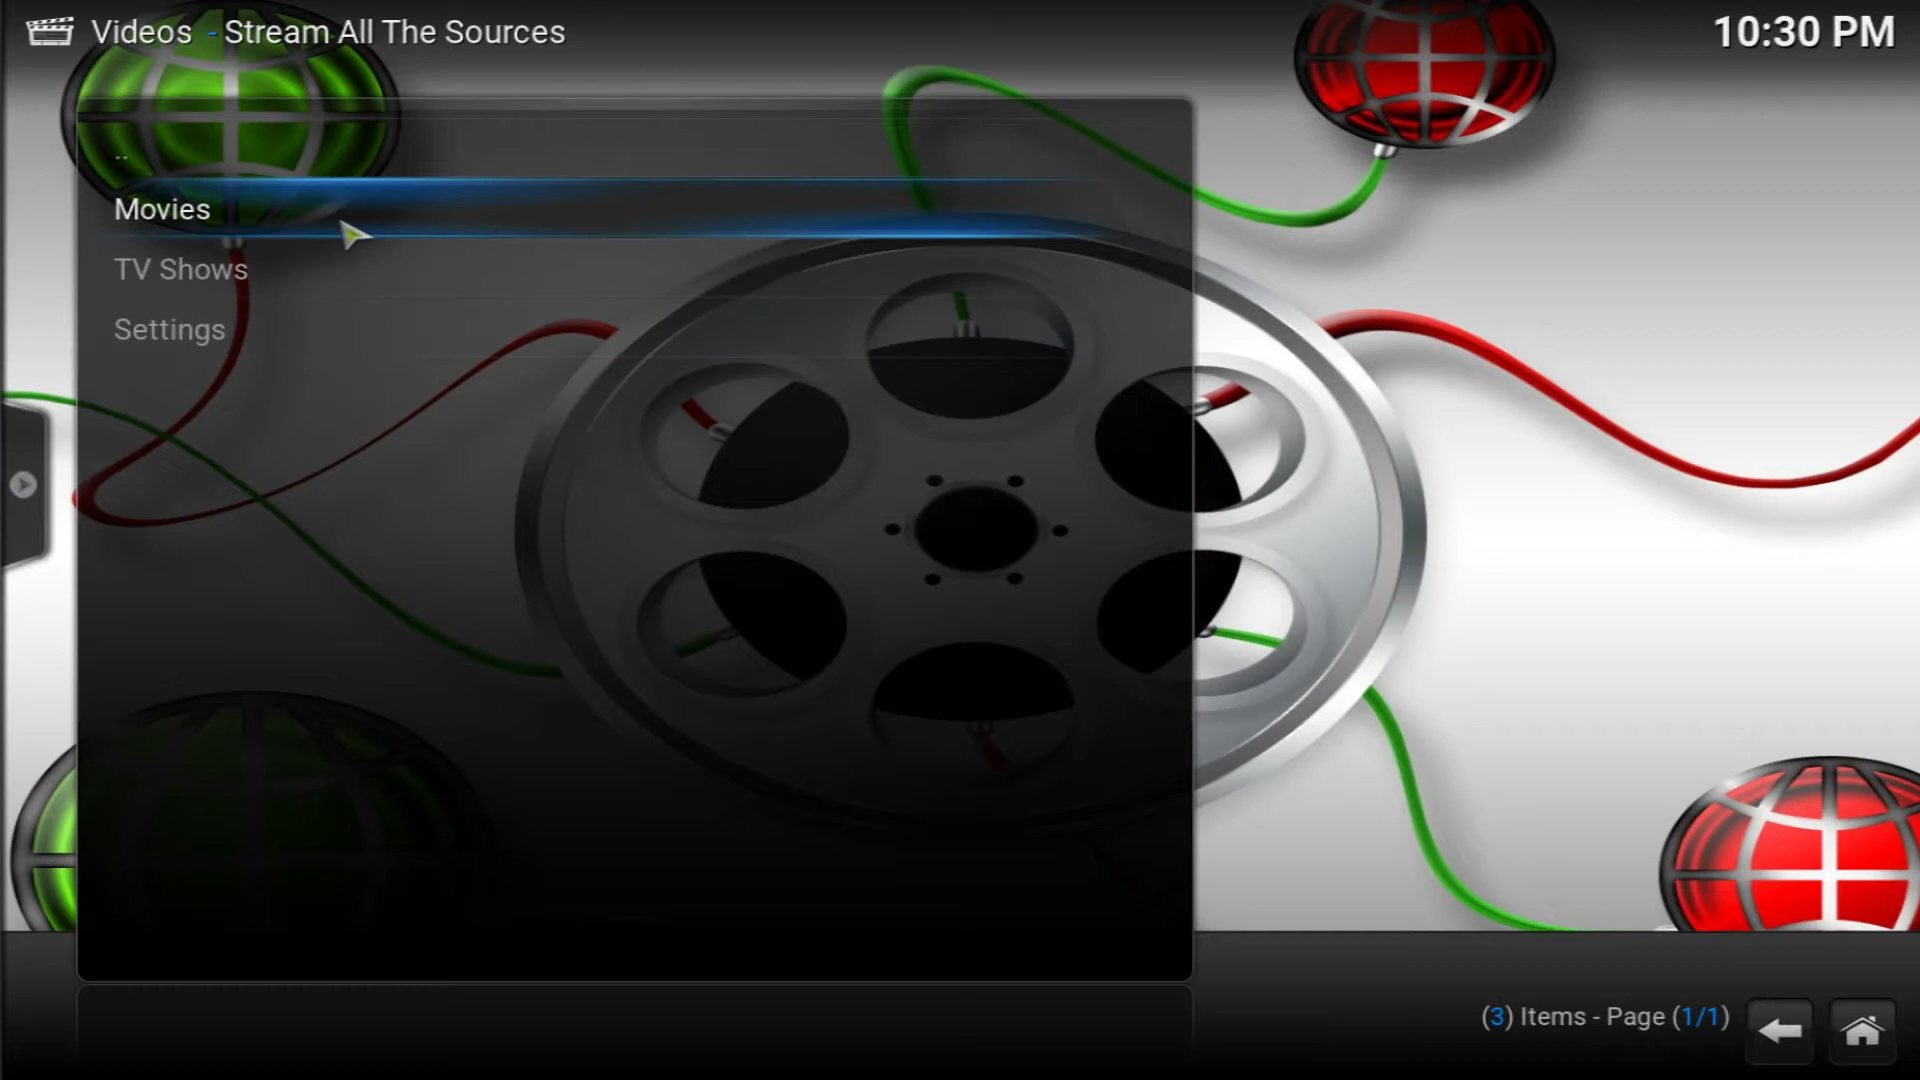 Videos - Stream All The Sources
10:30 PM
..
Movies
TV Shows
Settings
(3) Items - Page (1/1)